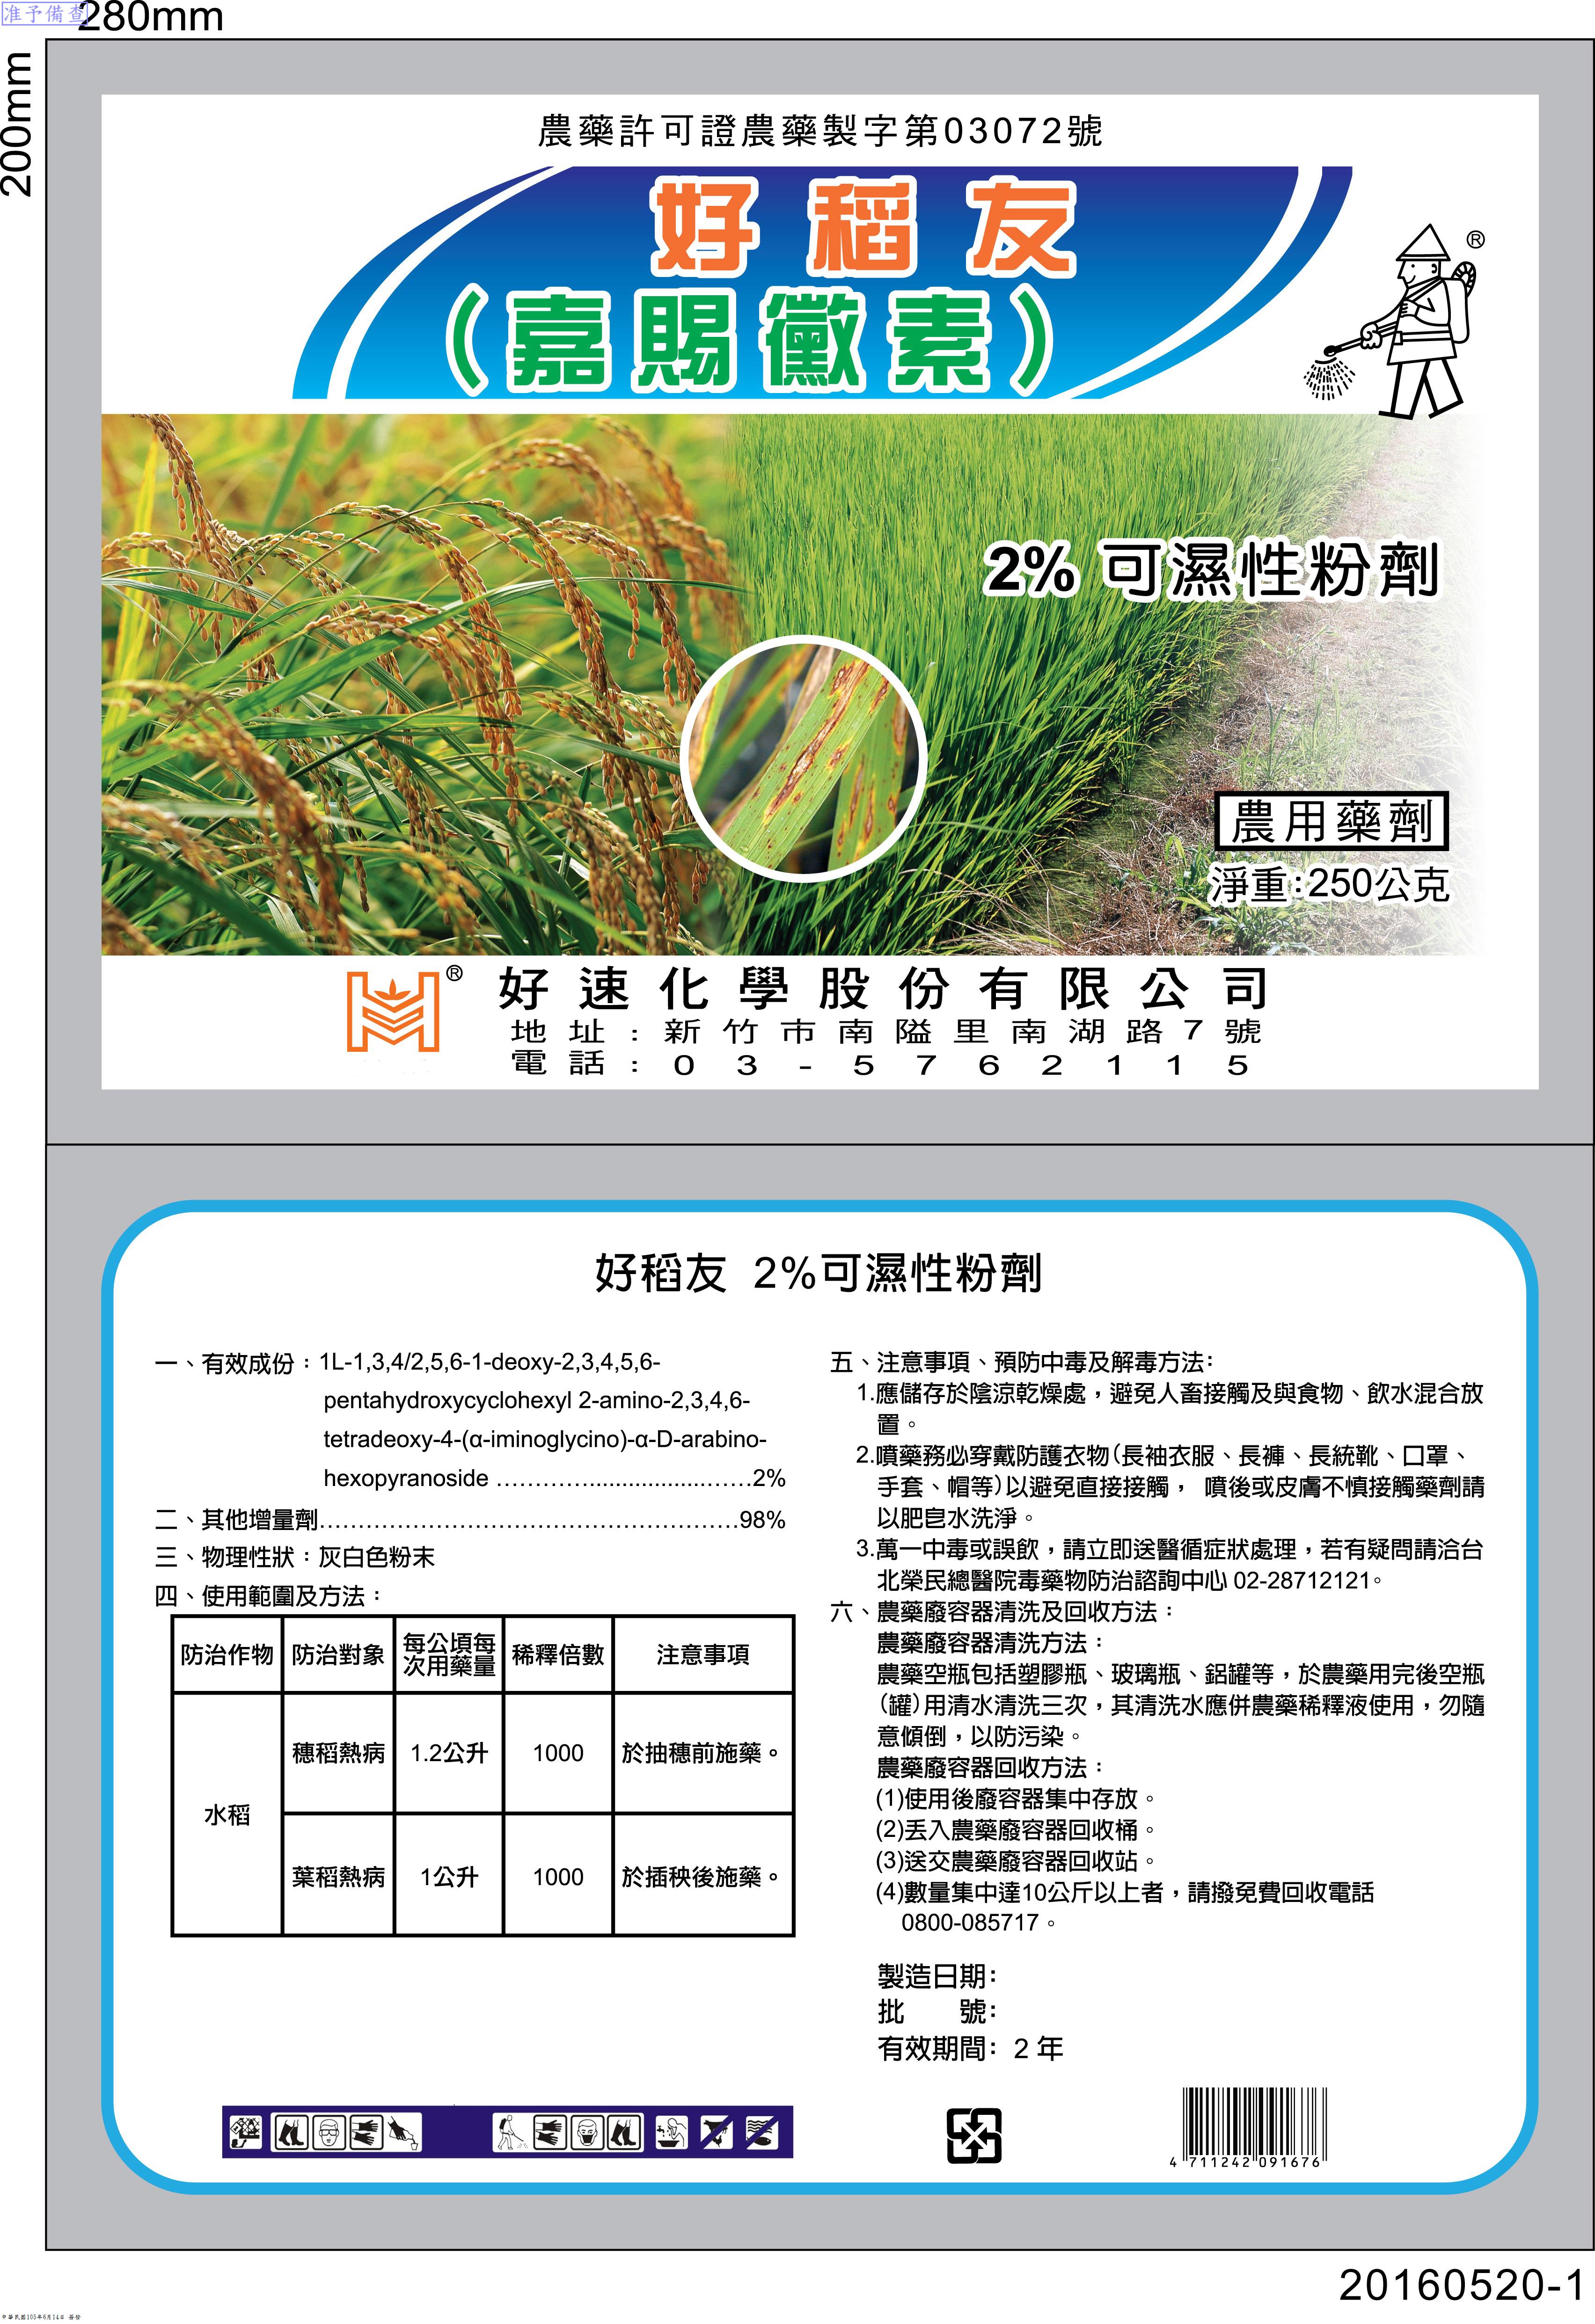 准予備查
280mm
200mm
農藥許可證農藥製字第03072號
好稻友
(嘉賜黴素)
®
2% 可濕性粉劑
農用藥劑
淨重:250公克
®
好速化學股份有限公司
地址:新竹市南隘里南湖路7號
電話:03-5762115
好稻友 2%可濕性粉劑
一、有效成份：1L-1,3,4/2,5,6-1-deoxy-2,3,4,5,6-
pentahydroxycyclohexyl 2-amino-2,3,4,6-
tetradeoxy-4-(α-iminoglycino)-α-D-arabino-
hexopyranoside ………….....................……2%
二、其他增量劑………………………………………………98%
三、物理性狀：灰白色粉末
四、使用範圍及方法：
防治作物 防治對象 每公頃每次用藥量 稀釋倍數 注意事項
水稻
穗稻熱病 1.2公升 1000 於抽穗前施藥。
葉稻熱病 1公升 1000 於插秧後施藥。
五、注意事項、預防中毒及解毒方法:
1.應儲存於陰涼乾燥處，避免人畜接觸及與食物、飲水混合放
置。
2.噴藥務必穿戴防護衣物(長袖衣服、長褲、長統靴、口罩、
手套、帽等)以避免直接接觸， 噴後或皮膚不慎接觸藥劑請
以肥皂水洗淨。
3.萬一中毒或誤飲，請立即送醫循症狀處理，若有疑問請洽台
北榮民總醫院毒藥物防治諮詢中心 02-28712121。
六、農藥廢容器清洗及回收方法：
農藥廢容器清洗方法：
農藥空瓶包括塑膠瓶、玻璃瓶、鋁罐等，於農藥用完後空瓶
(罐)用清水清洗三次，其清洗水應併農藥稀釋液使用，勿隨
意傾倒，以防污染。
農藥廢容器回收方法：
(1)使用後廢容器集中存放。
(2)丟入農藥廢容器回收桶。
(3)送交農藥廢容器回收站。
(4)數量集中達10公斤以上者，請撥免費回收電話
0800-085717。
製造日期:
批 號:
有效期間: 2 年
4 711242 091676
20160520-1
中華民國105年6月14日 簽發